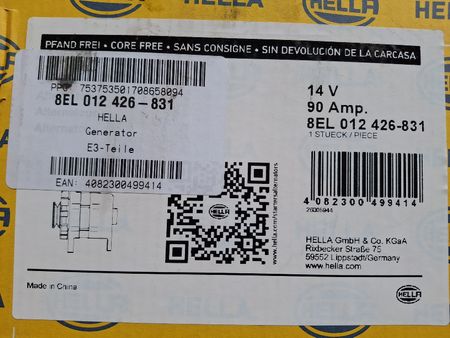 HELLA
PFAND FREI • CORE FREE • SANS CONSIGNE • SIN DEVOLUCIÓN DE LA CARCASA
753753501708658094
8EL 012 426-831
HELLA
Generator
E3-Teile
EAN: 4082300499414
14 V
90 Amp.
8EL 012 426-831
1 STUECK / PIECE
4 082300 499414
HELLA
www.hella.com/starters-alternators
HELLA GmbH & Co. KGaA
Rixbecker Straße 75
59552 Lippstadt/Germany
www.hella.com
Made in China
HELLA